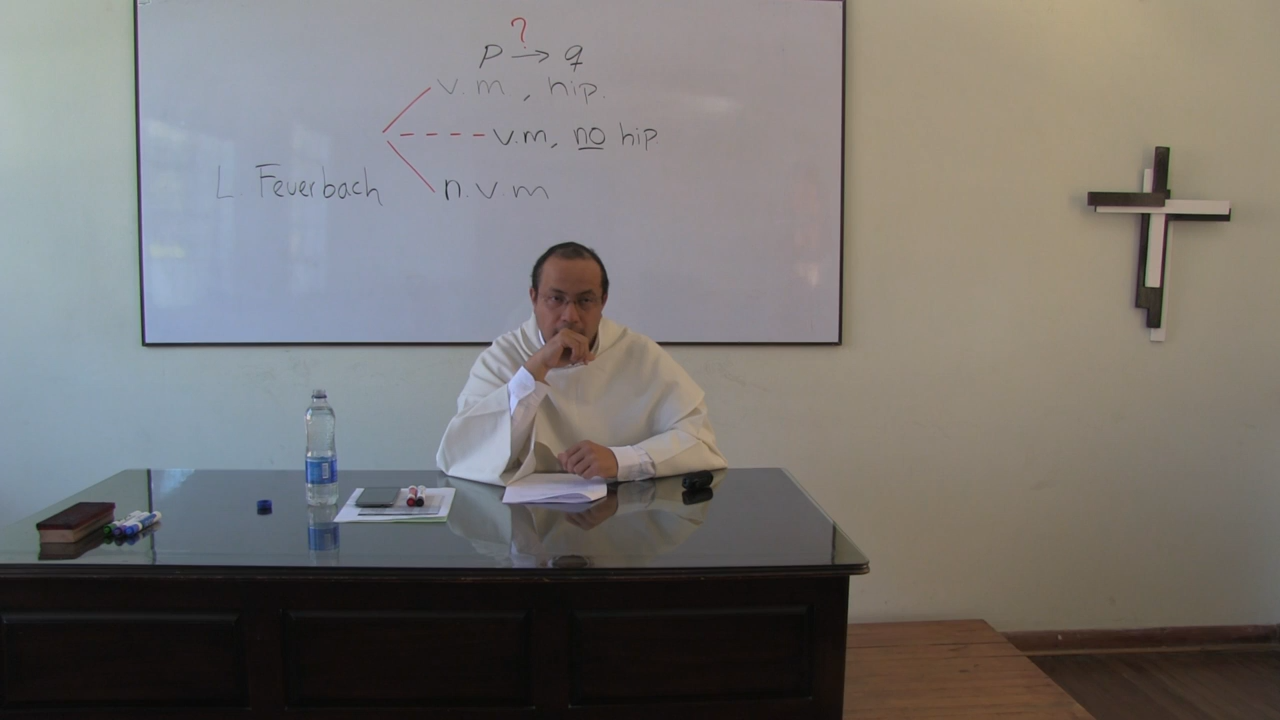 ?
p → q
v.m, hip.
v.m, no hip.
L. Feuerbach
n.v.m